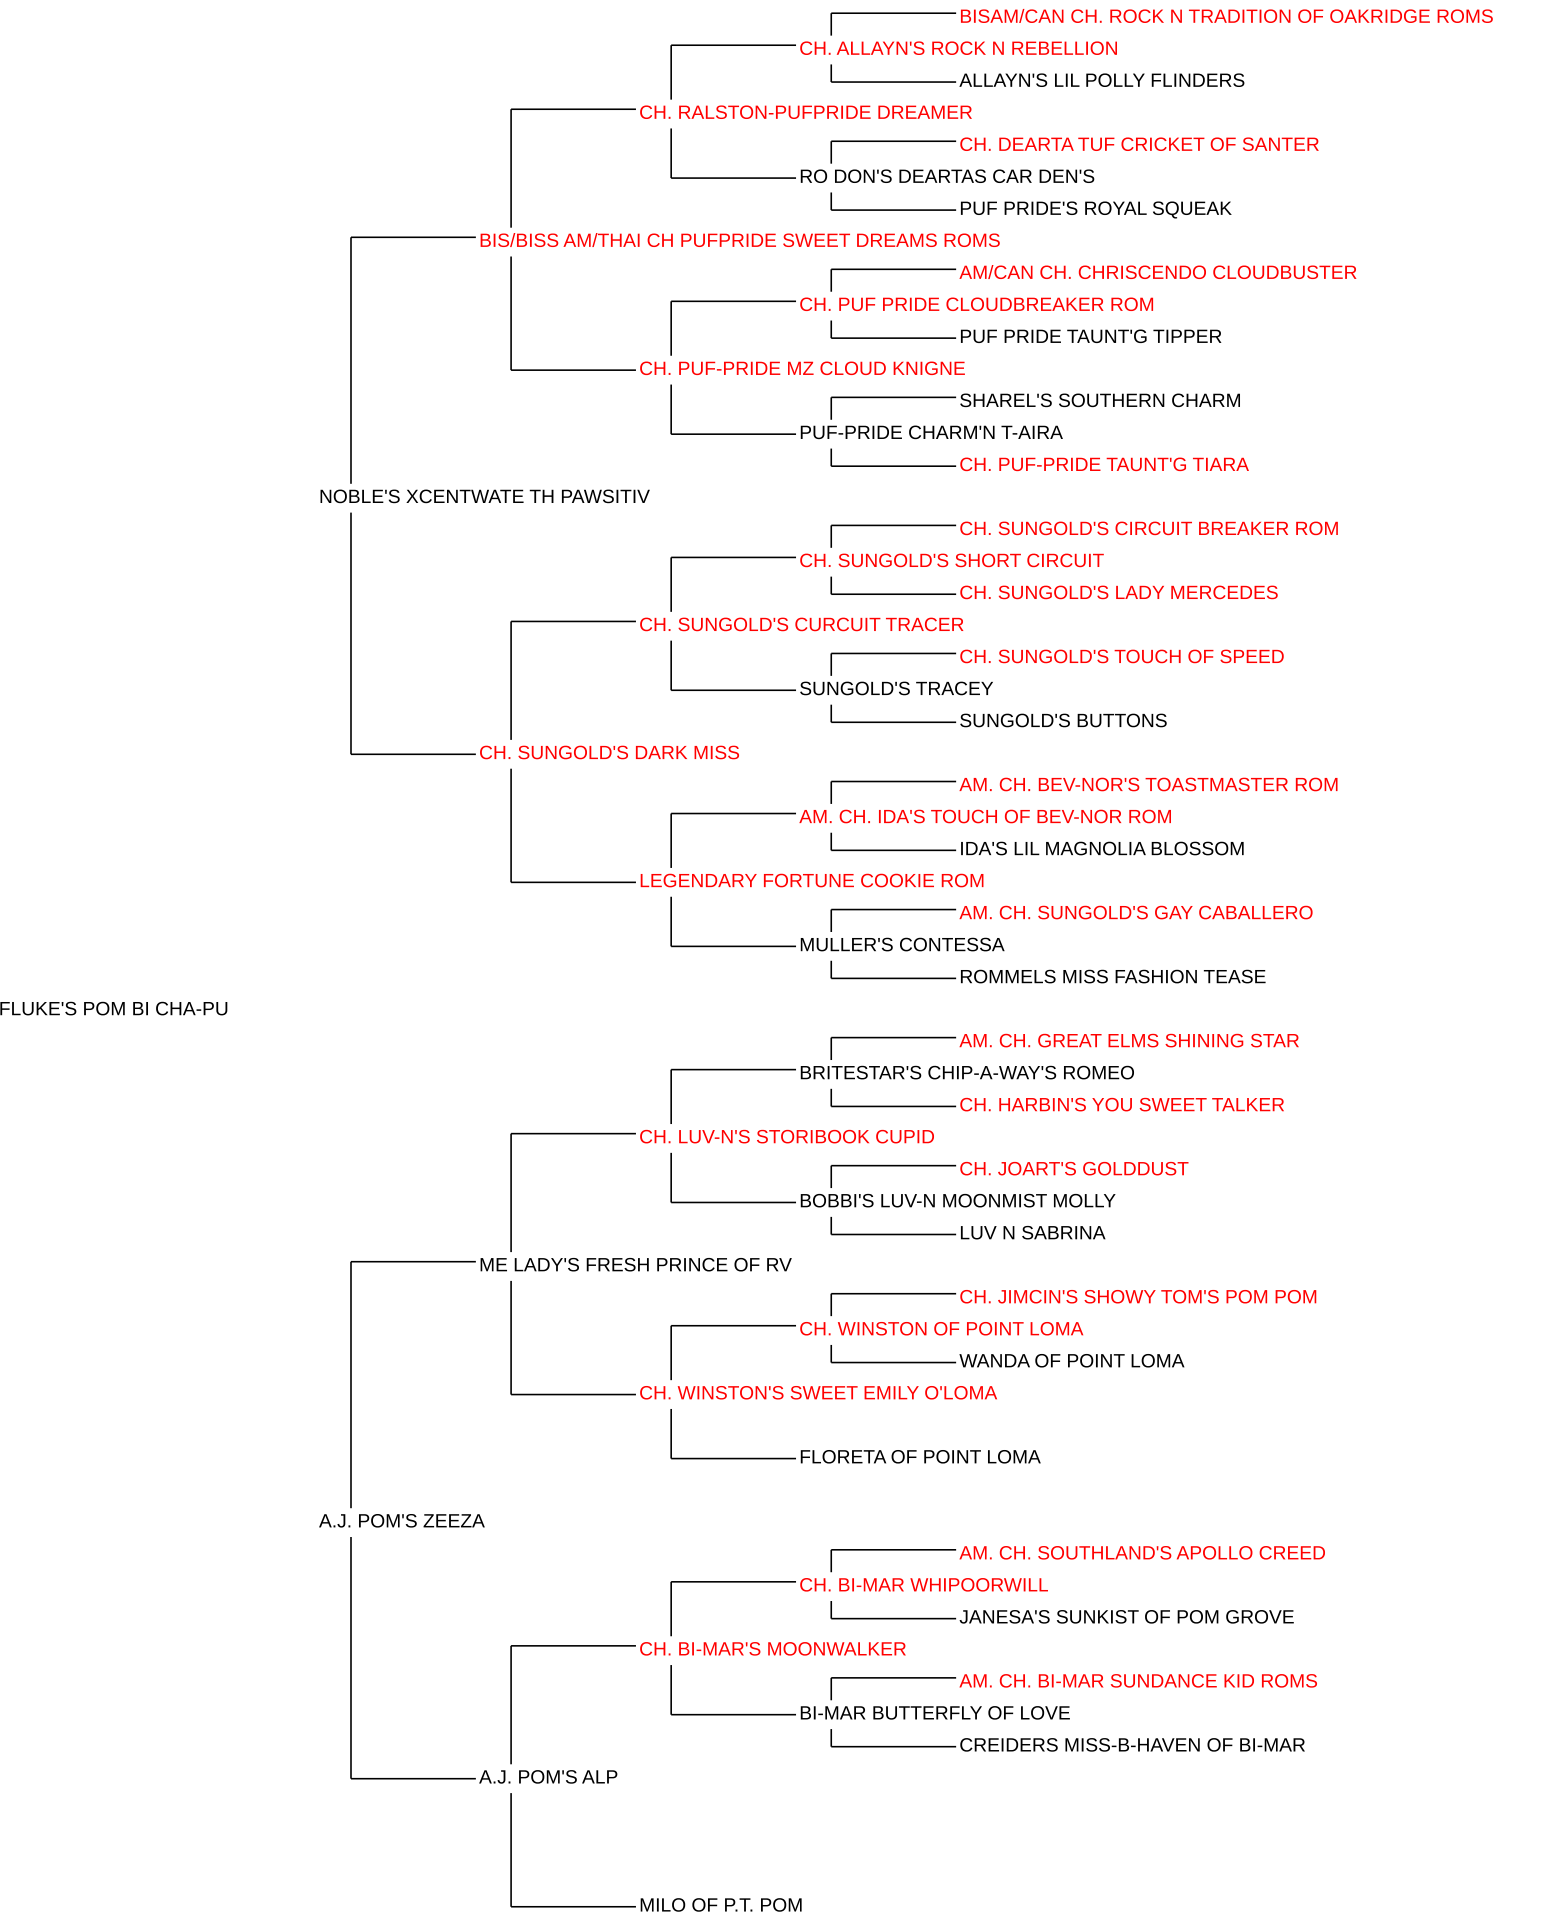 BISAM/CAN CH. ROCK N TRADITION OF OAKRIDGE ROMS
CH. ALLAYN'S ROCK N REBELLION
ALLAYN'S LIL POLLY FLINDERS
CH. RALSTON-PUFPRIDE DREAMER
CH. DEARTA TUF CRICKET OF SANTER
RO DON'S DEARTAS CAR DEN'S
PUF PRIDE'S ROYAL SQUEAK
BIS/BISS AM/THAI CH PUFPRIDE SWEET DREAMS ROMS
AM/CAN CH. CHRISCENDO CLOUDBUSTER
CH. PUF PRIDE CLOUDBREAKER ROM
PUF PRIDE TAUNT'G TIPPER
CH. PUF-PRIDE MZ CLOUD KNIGNE
SHAREL'S SOUTHERN CHARM
PUF-PRIDE CHARM'N T-AIRA
CH. PUF-PRIDE TAUNT'G TIARA
NOBLE'S XCENTWATE TH PAWSITIV
CH. SUNGOLD'S CIRCUIT BREAKER ROM
CH. SUNGOLD'S SHORT CIRCUIT
CH. SUNGOLD'S LADY MERCEDES
CH. SUNGOLD'S CURCUIT TRACER
CH. SUNGOLD'S TOUCH OF SPEED
SUNGOLD'S TRACEY
SUNGOLD'S BUTTONS
CH. SUNGOLD'S DARK MISS
AM. CH. BEV-NOR'S TOASTMASTER ROM
AM. CH. IDA'S TOUCH OF BEV-NOR ROM
IDA'S LIL MAGNOLIA BLOSSOM
LEGENDARY FORTUNE COOKIE ROM
AM. CH. SUNGOLD'S GAY CABALLERO
MULLER'S CONTESSA
ROMMELS MISS FASHION TEASE
FLUKE'S POM BI CHA-PU
AM. CH. GREAT ELMS SHINING STAR
BRITESTAR'S CHIP-A-WAY'S ROMEO
CH. HARBIN'S YOU SWEET TALKER
CH. LUV-N'S STORIBOOK CUPID
CH. JOART'S GOLDDUST
BOBBI'S LUV-N MOONMIST MOLLY
LUV N SABRINA
ME LADY'S FRESH PRINCE OF RV
CH. JIMCIN'S SHOWY TOM'S POM POM
CH. WINSTON OF POINT LOMA
WANDA OF POINT LOMA
CH. WINSTON'S SWEET EMILY O'LOMA
FLORETA OF POINT LOMA
A.J. POM'S ZEEZA
AM. CH. SOUTHLAND'S APOLLO CREED
CH. BI-MAR WHIPOORWILL
JANESA'S SUNKIST OF POM GROVE
CH. BI-MAR'S MOONWALKER
AM. CH. BI-MAR SUNDANCE KID ROMS
BI-MAR BUTTERFLY OF LOVE
CREIDERS MISS-B-HAVEN OF BI-MAR
A.J. POM'S ALP
MILO OF P.T. POM